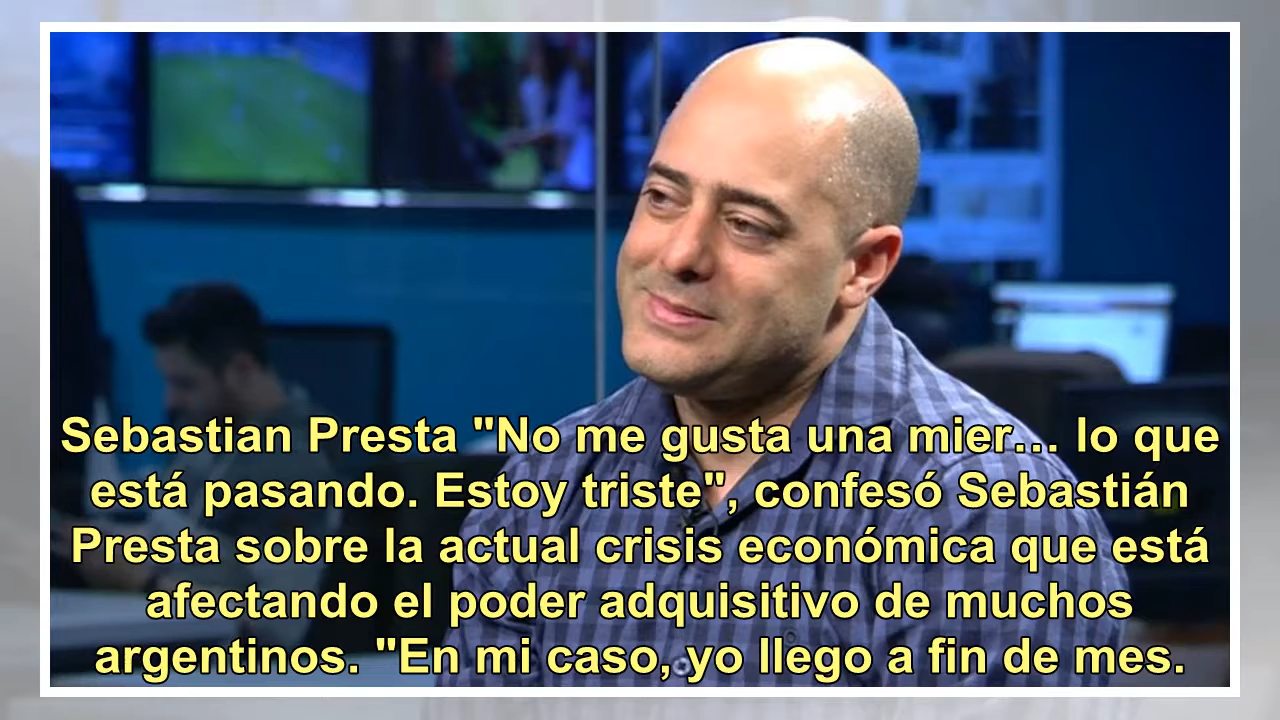 Sebastian Presta "No me gusta una mier… lo que
está pasando. Estoy triste", confesó Sebastián
Presta sobre la actual crisis económica que está
afectando el poder adquisitivo de muchos
argentinos. "En mi caso, yo llego a fin de mes.